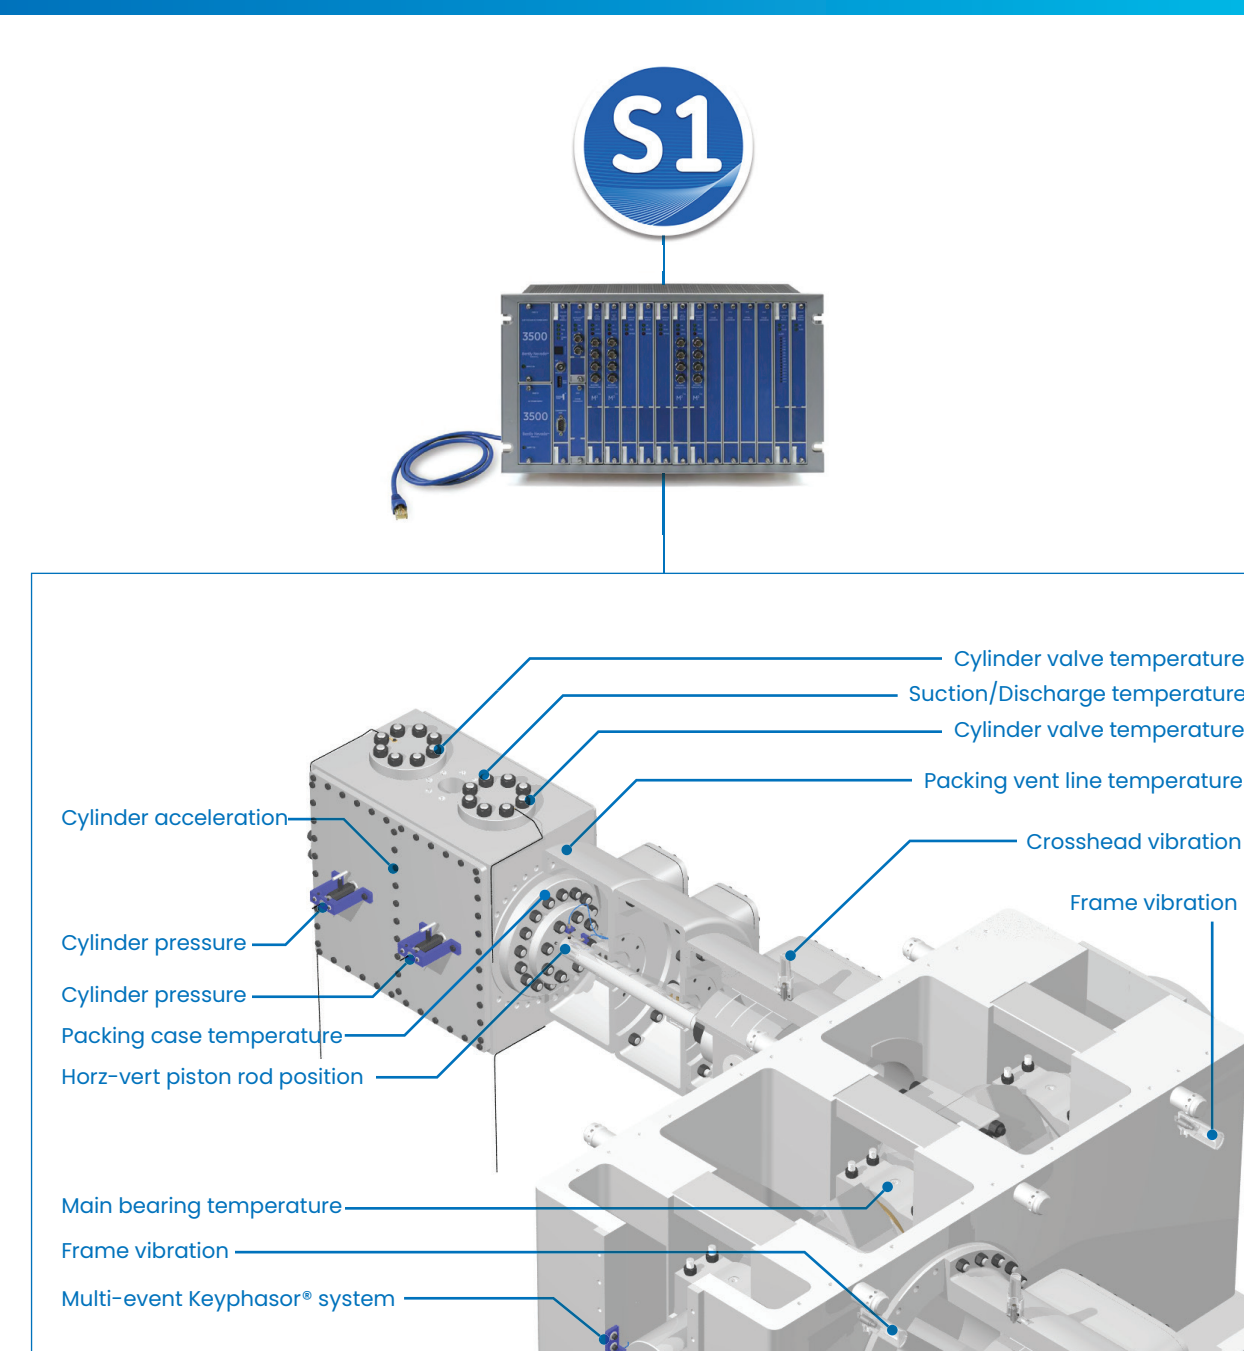 S1
3500
3500
Cylinder valve temperature
Suction/Discharge temperature
Cylinder valve temperature
Packing vent line temperature
Cylinder acceleration
Crosshead vibration
Frame vibration
Cylinder pressure
Cylinder pressure
Packing case temperature
Horz-vert piston rod position
Main bearing temperature
Frame vibration
Multi-event Keyphasor® system